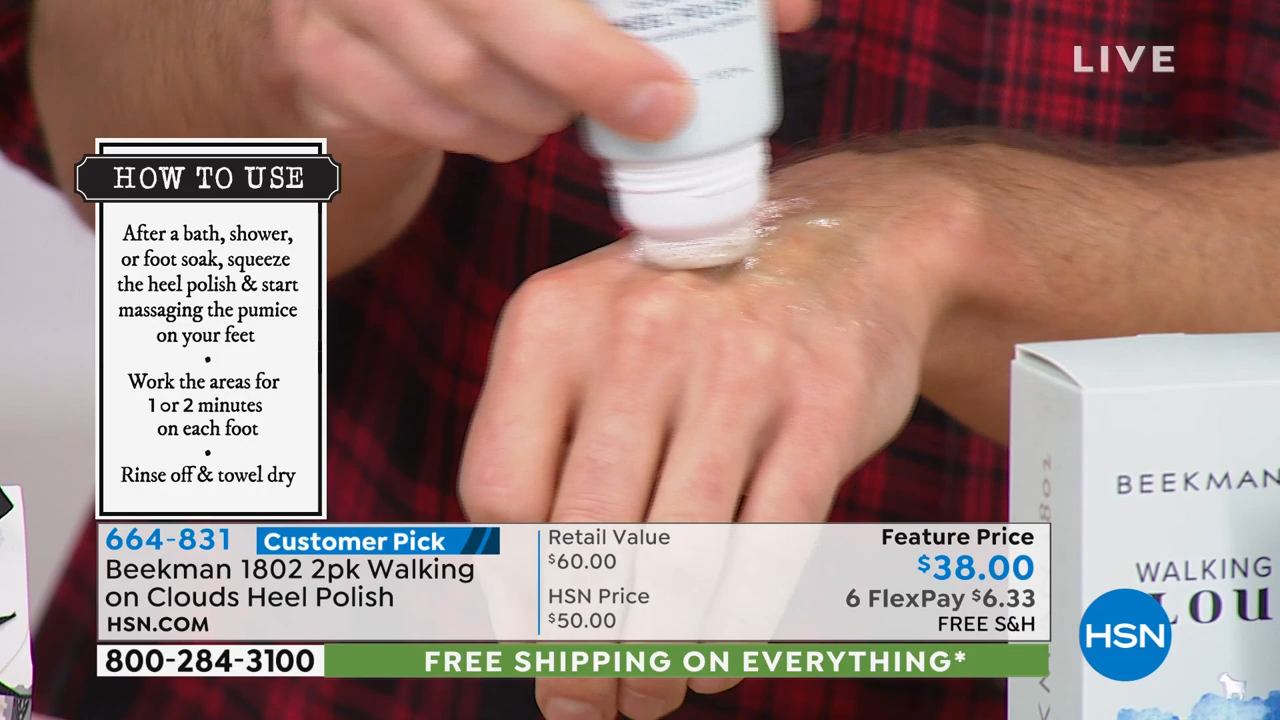 LIVE
HOW TO USE
After a bath, shower,
or foot soak, squeeze
the heel polish & start
massaging the pumice
on your feet
•
Work the areas for
1 or 2 minutes
on each foot
•
Rinse off & towel dry
664-831 Customer Pick
Beekman 1802 2pk Walking
on Clouds Heel Polish
HSN.COM
Retail Value
$60.00
HSN Price
$50.00
Feature Price
$38.00
6 FlexPay $6.33
FREE S&H
800-284-3100 FREE SHIPPING ON EVERYTHING*
HSN
BEEKMAN
WALKING
LOU
802